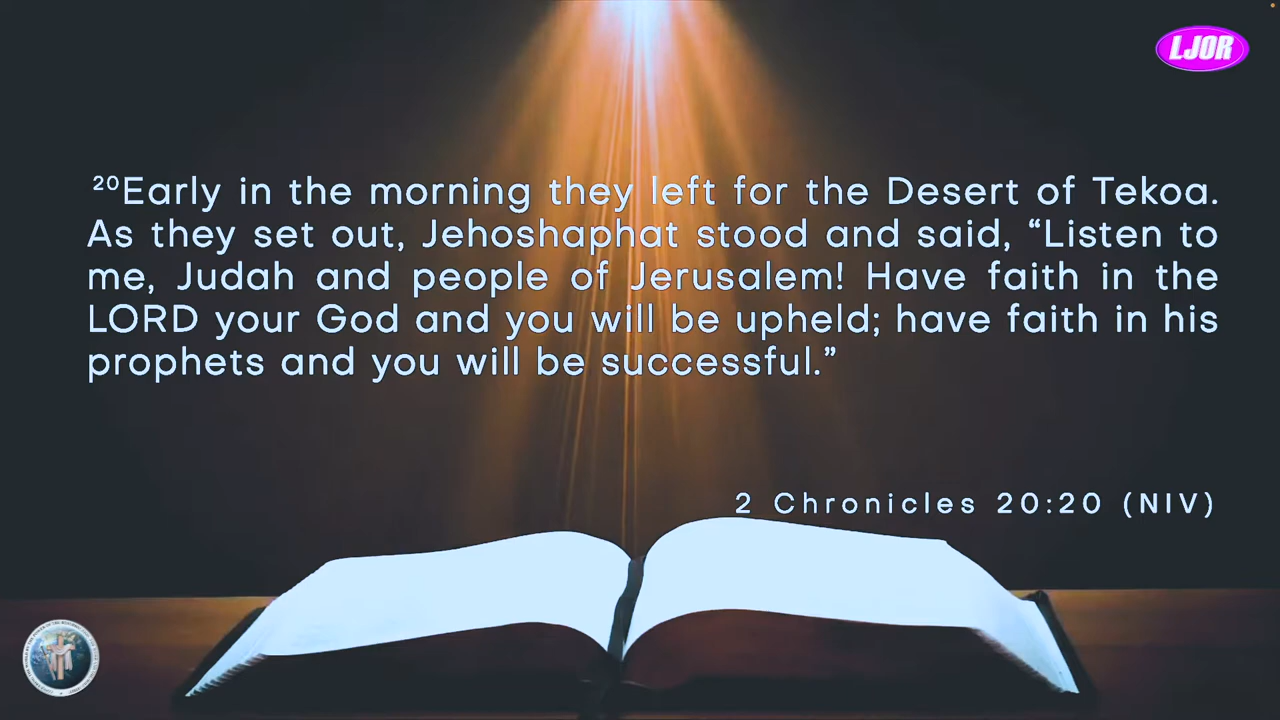 LJOR
²⁰Early in the morning they left for the Desert of Tekoa.
As they set out, Jehoshaphat stood and said, “Listen to
me, Judah and people of Jerusalem! Have faith in the
LORD your God and you will be upheld; have faith in his
prophets and you will be successful.”
2 Chronicles 20:20 (NIV)